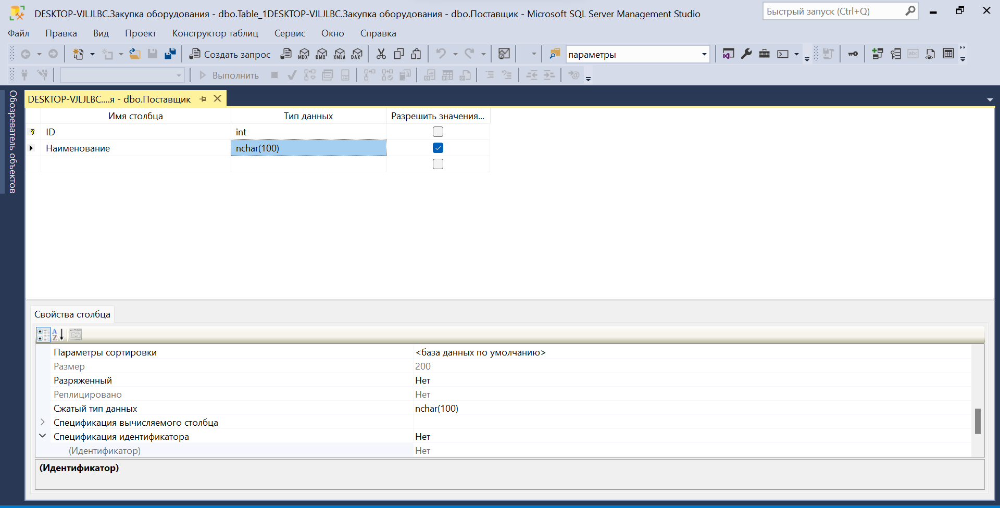 DESKTOP-VJLJLBC.Закупка оборудования - dbo.Table_1DESKTOP-VJLJLBC.Закупка оборудования - dbo.Поставщик - Microsoft SQL Server Management Studio
Быстрый запуск (Ctrl+Q)
Файл Правка Вид Проект Конструктор таблиц Сервис Окно Справка
Создать запрос MDX DMX XMLA DAX параметры abc
Выполнить
Обозреватель объектов
DESKTOP-VJLJLBC....я - dbo.Поставщик
Имя столбца Тип данных Разрешить значения...
ID int
Наименование nchar(100)
Свойства столбца
Параметры сортировки <база данных по умолчанию>
Размер 200
Разряженный Нет
Реплицировано Нет
Сжатый тип данных nchar(100)
Спецификация вычисляемого столбца
Спецификация идентификатора Нет
(Идентификатор) Нет
(Идентификатор)